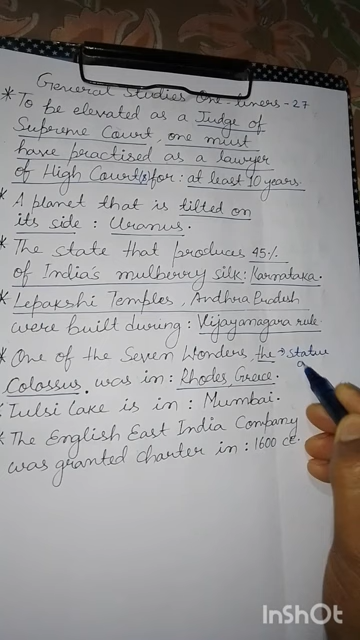 General Studies One-liners-27
* To be elevated as a Judge of
Supreme Court, one must
have practised as a lawyer
of High Court(s) for: at least 10 years.
* A planet that is tilted on
its side: Uranus.
* The state that produces 45%
of India's mulberry silk: Karnataka.
* Lepakshi Temples, Andhra Pradesh
were built during: Vijayanagara rule
* One of the Seven Wonders, the → statue
Colossus, was in: Rhodes, Greece.
* Tulsi Lake is in: Mumbai.
* The English East India Company
was granted charter in: 1600 CE.
InShOt